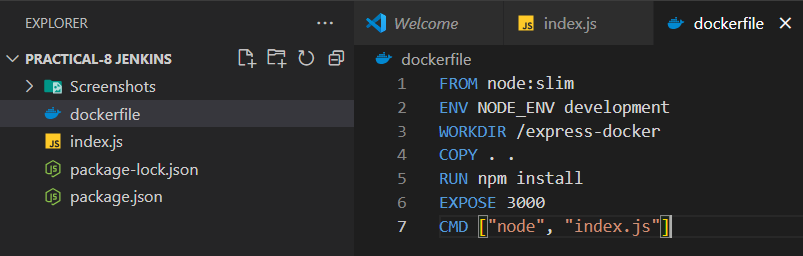 EXPLORER
PRACTICAL-8 JENKINS
Screenshots
dockerfile
index.js
package-lock.json
package.json
Welcome
index.js
dockerfile
dockerfile
1 FROM node:slim
2 ENV NODE_ENV development
3 WORKDIR /express-docker
4 COPY . .
5 RUN npm install
6 EXPOSE 3000
7 CMD ["node", "index.js"]